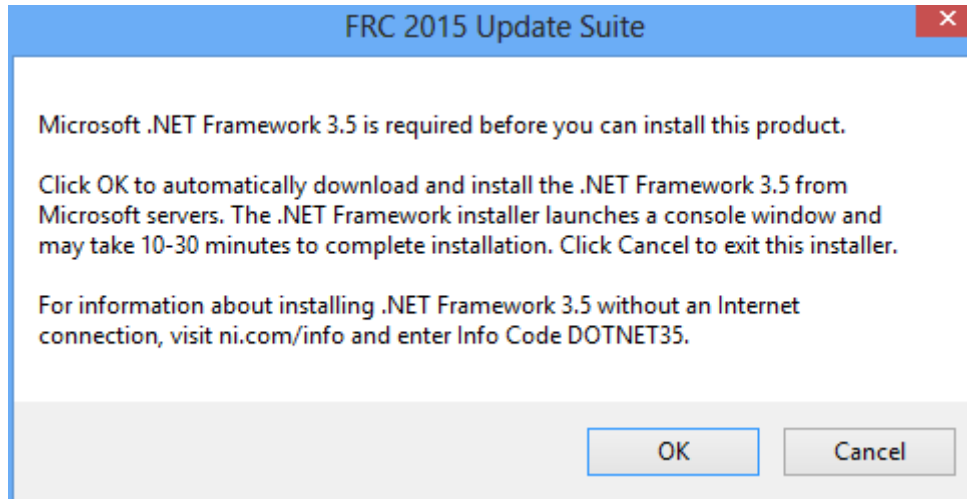 FRC 2015 Update Suite
Microsoft .NET Framework 3.5 is required before you can install this product.
Click OK to automatically download and install the .NET Framework 3.5 from
Microsoft servers. The .NET Framework installer launches a console window and
may take 10-30 minutes to complete installation. Click Cancel to exit this installer.
For information about installing .NET Framework 3.5 without an Internet
connection, visit ni.com/info and enter Info Code DOTNET35.
OK
Cancel